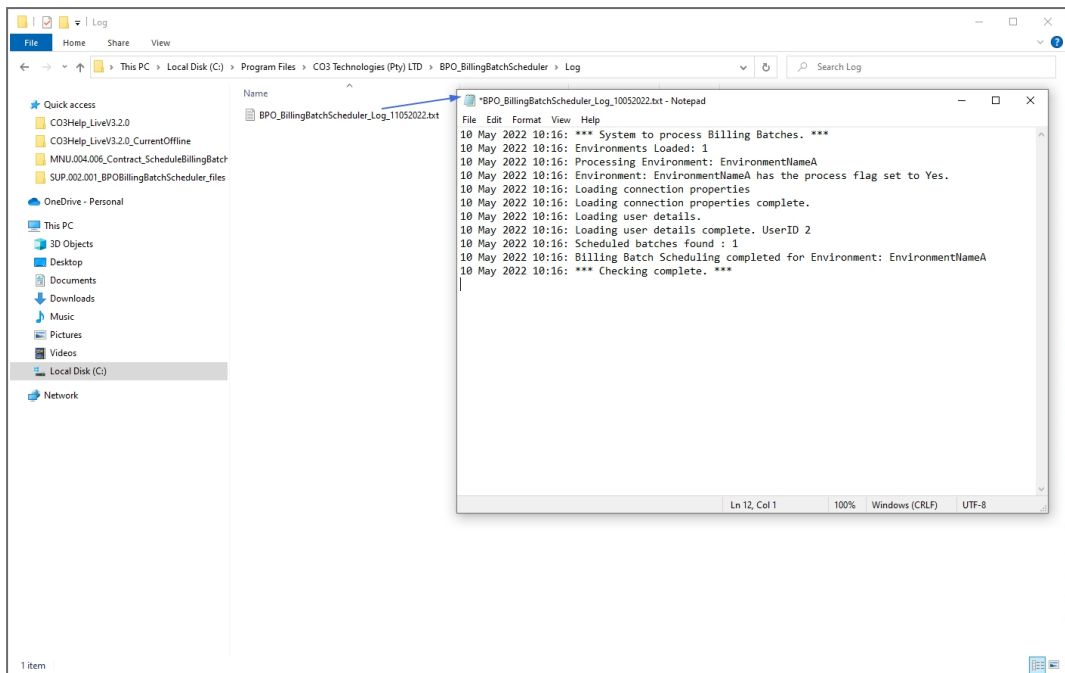 Log
File Home Share View
This PC > Local Disk (C:) > Program Files > CO3 Technologies (Pty) LTD > BPO_BillingBatchScheduler > Log
Search Log
Quick access
CO3Help_LiveV3.2.0
CO3Help_LiveV3.2.0_CurrentOffline
MNU.004.006_Contract_ScheduleBillingBatch
SUP.002.001_BPOBillingBatchScheduler_files
OneDrive - Personal
This PC
3D Objects
Desktop
Documents
Downloads
Music
Pictures
Videos
Local Disk (C:)
Network
Name
BPO_BillingBatchScheduler_Log_11052022.txt
*BPO_BillingBatchScheduler_Log_10052022.txt - Notepad
File Edit Format View Help
10 May 2022 10:16: *** System to process Billing Batches. ***
10 May 2022 10:16: Environments Loaded: 1
10 May 2022 10:16: Processing Environment: EnvironmentNameA
10 May 2022 10:16: Environment: EnvironmentNameA has the process flag set to Yes.
10 May 2022 10:16: Loading connection properties
10 May 2022 10:16: Loading connection properties complete.
10 May 2022 10:16: Loading user details.
10 May 2022 10:16: Loading user details complete. UserID 2
10 May 2022 10:16: Scheduled batches found : 1
10 May 2022 10:16: Billing Batch Scheduling completed for Environment: EnvironmentNameA
10 May 2022 10:16: *** Checking complete. ***
Ln 12, Col 1 100% Windows (CRLF) UTF-8
1 item